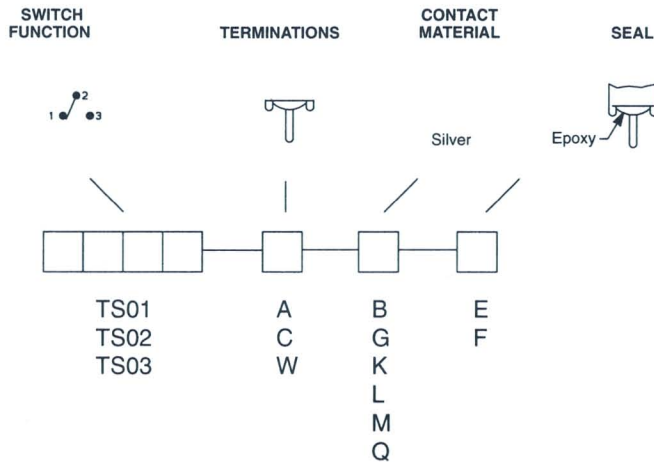 SWITCH
FUNCTION
TERMINATIONS
CONTACT
MATERIAL
SEAL
2
1
3
Silver
Epoxy
TS01 A B E
TS02 C G F
TS03 W K
L
M
Q